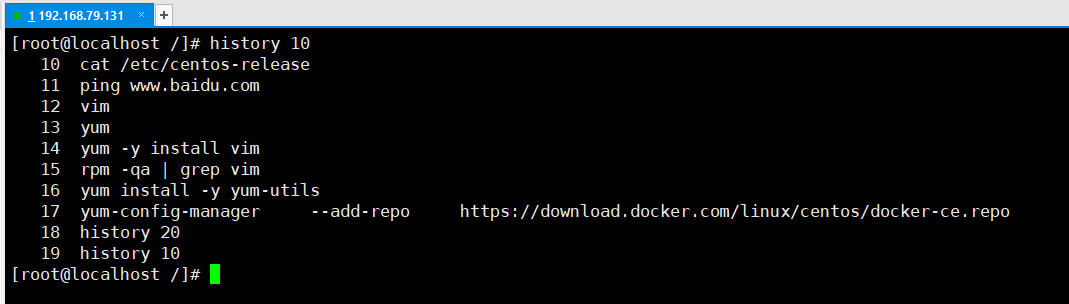 1 192.168.79.131 × +
[root@localhost /]# history 10
10 cat /etc/centos-release
11 ping www.baidu.com
12 vim
13 yum
14 yum -y install vim
15 rpm -qa | grep vim
16 yum install -y yum-utils
17 yum-config-manager --add-repo https://download.docker.com/linux/centos/docker-ce.repo
18 history 20
19 history 10
[root@localhost /]#